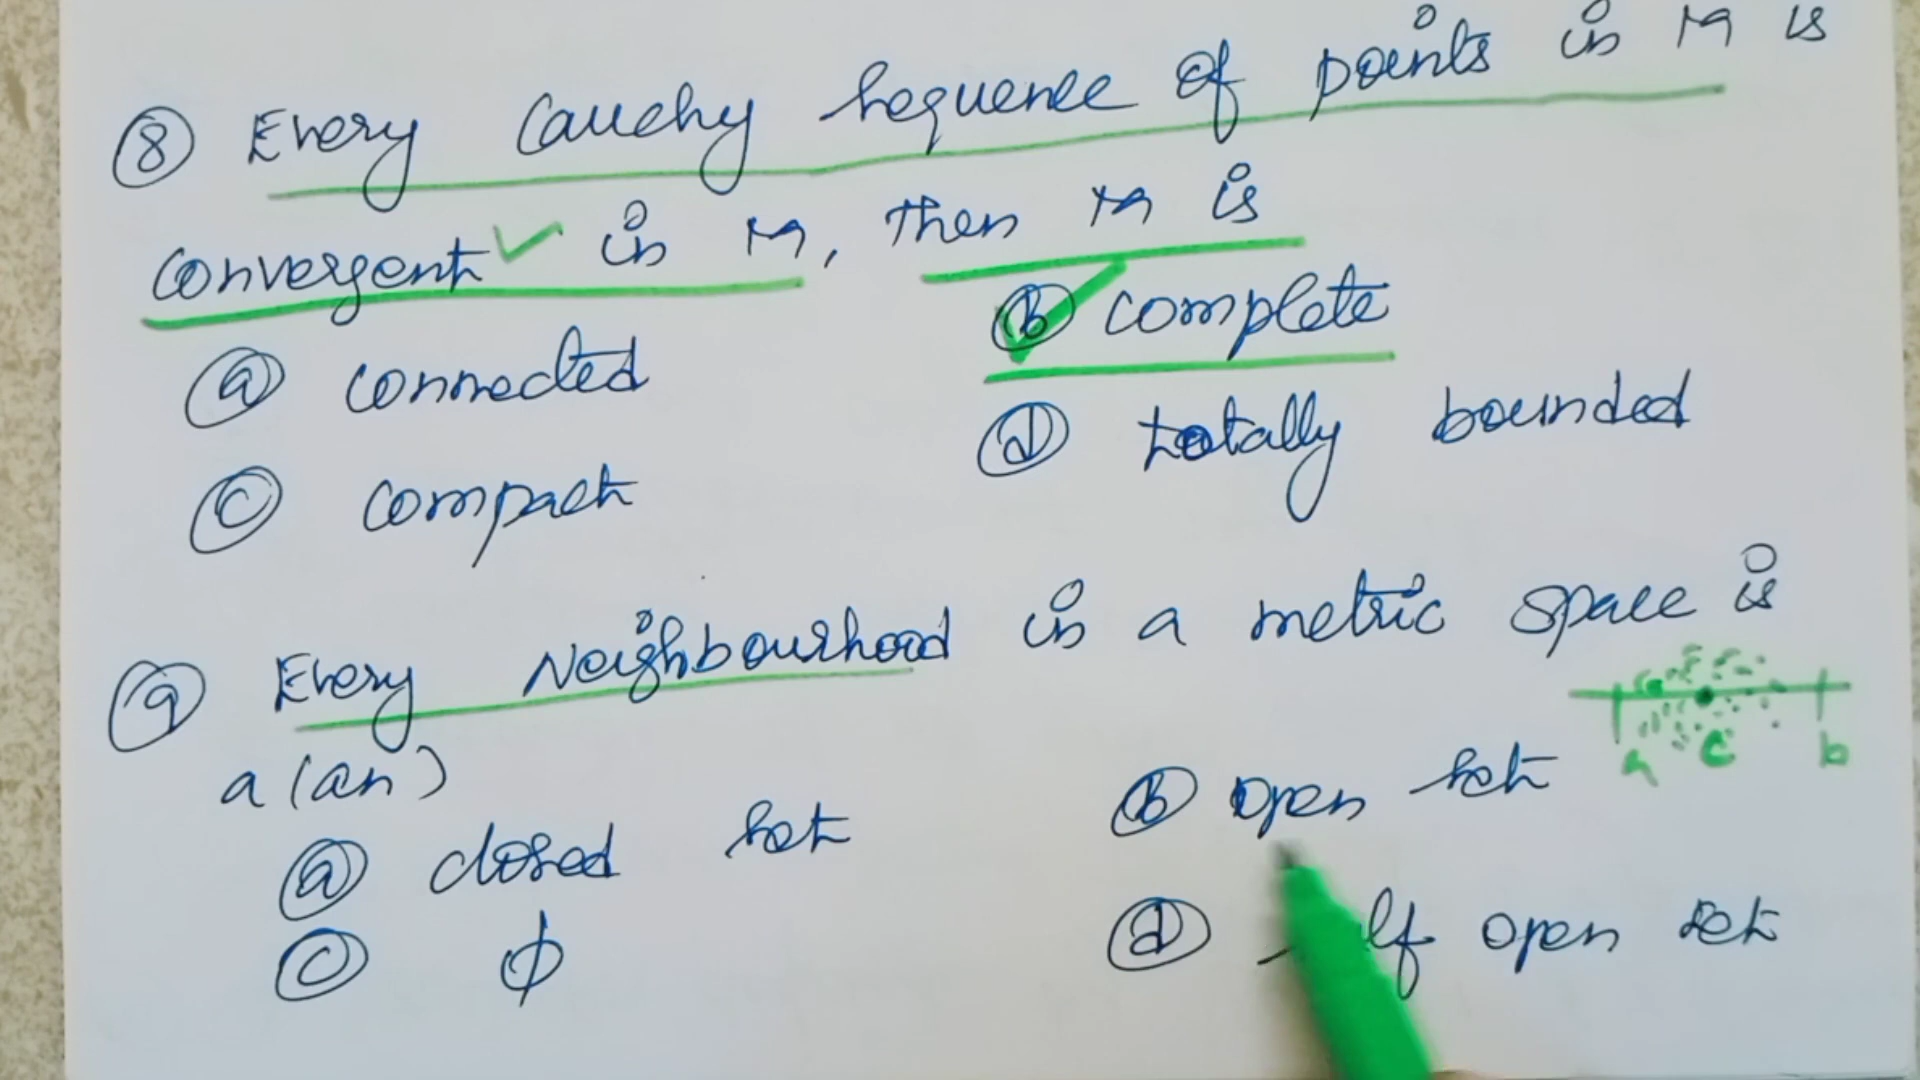 8 Every Cauchy sequence of points in M is
convergent in M, then M is
a connected b complete
c compact d totally bounded
9 Every Neighbourhood in a metric space is
a(an)
a c b
a closed set b open set
c ϕ d half open set